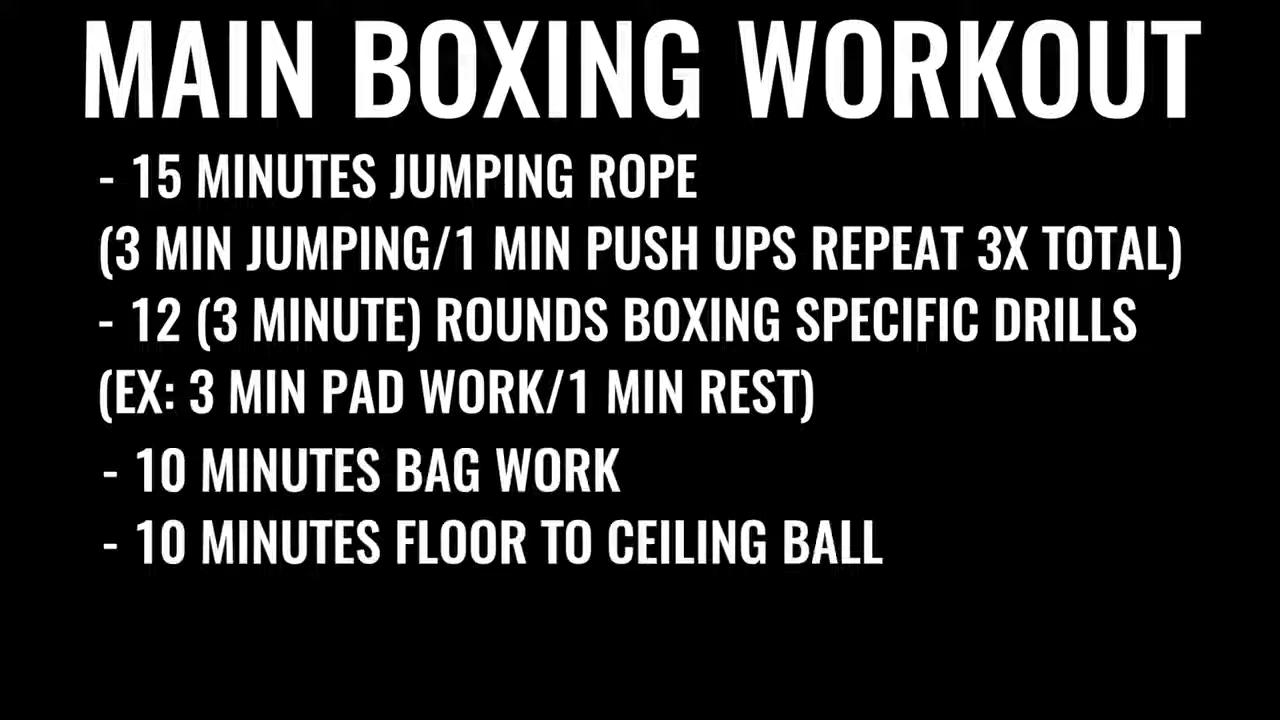 MAIN BOXING WORKOUT
- 15 MINUTES JUMPING ROPE
(3 MIN JUMPING/1 MIN PUSH UPS REPEAT 3X TOTAL)
- 12 (3 MINUTE) ROUNDS BOXING SPECIFIC DRILLS
(EX: 3 MIN PAD WORK/1 MIN REST)
- 10 MINUTES BAG WORK
- 10 MINUTES FLOOR TO CEILING BALL